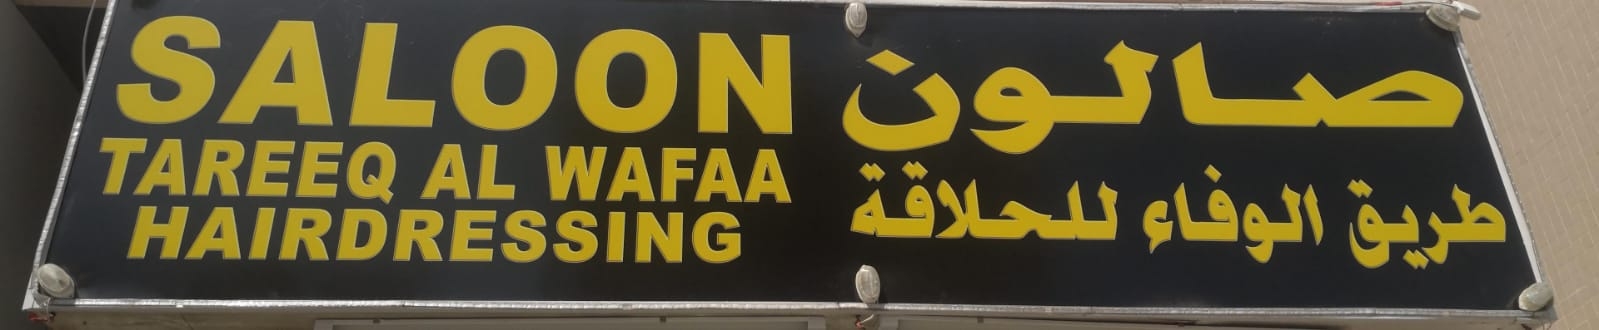 SALOON
TAREEQ AL WAFAA
HAIRDRESSING
صالون
طريق الوفاء للحلاقة